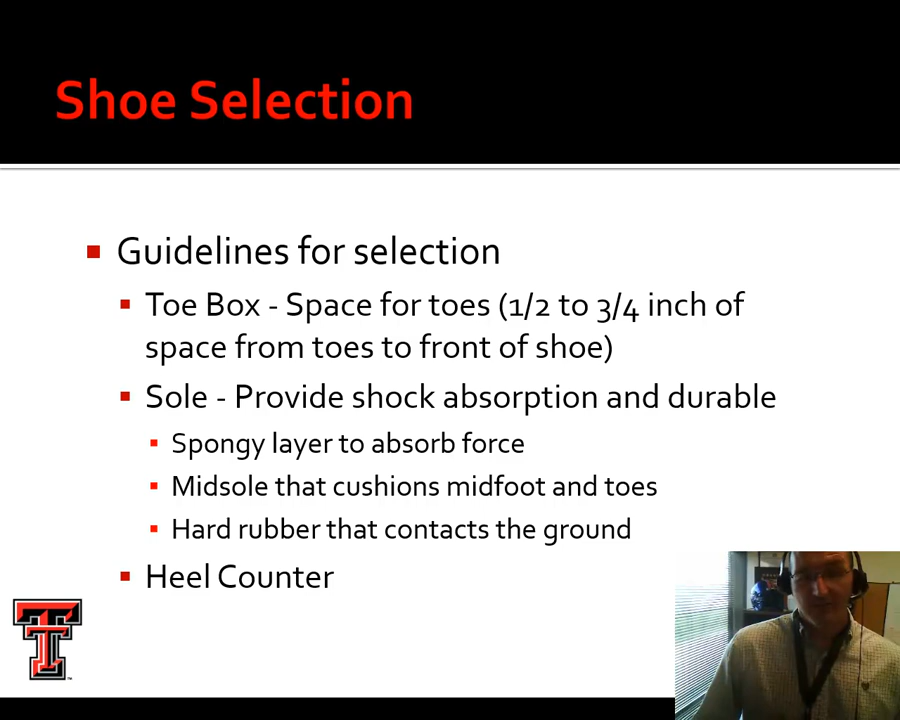 Shoe Selection
Guidelines for selection
Toe Box - Space for toes (1/2 to 3/4 inch of
space from toes to front of shoe)
Sole - Provide shock absorption and durable
Spongy layer to absorb force
Midsole that cushions midfoot and toes
Hard rubber that contacts the ground
Heel Counter